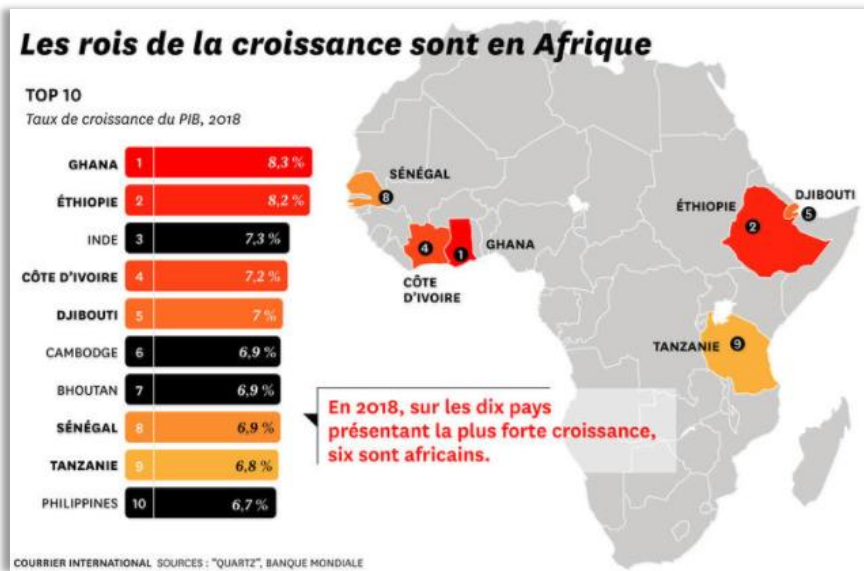 Les rois de la croissance sont en Afrique
TOP 10
Taux de croissance du PIB, 2018
GHANA 1 8,3 %
ÉTHIOPIE 2 8,2 %
INDE 3 7,3 %
CÔTE D'IVOIRE 4 7,2 %
DJIBOUTI 5 7 %
CAMBODGE 6 6,9 %
BHOUTAN 7 6,9 %
SÉNÉGAL 8 6,9 %
TANZANIE 9 6,8 %
PHILIPPINES 10 6,7 %
SÉNÉGAL
8
CÔTE
D'IVOIRE
4
GHANA
1
ÉTHIOPIE
2
DJIBOUTI
5
TANZANIE
9
En 2018, sur les dix pays
présentant la plus forte croissance,
six sont africains.
COURRIER INTERNATIONAL SOURCES : "QUARTZ", BANQUE MONDIALE